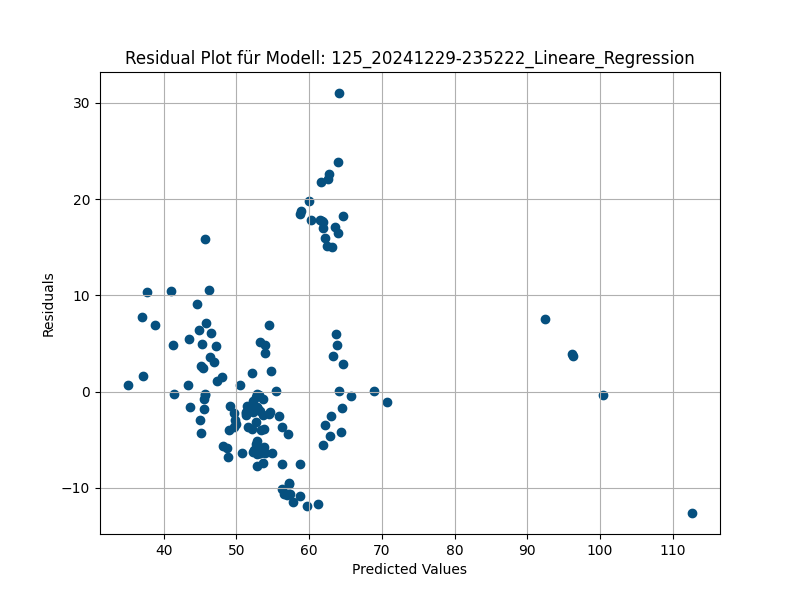 Residual Plot für Modell: 125_20241229-235222_Lineare_Regression
30
20
10
0
−10
Residuals
40 50 60 70 80 90 100 110
Predicted Values